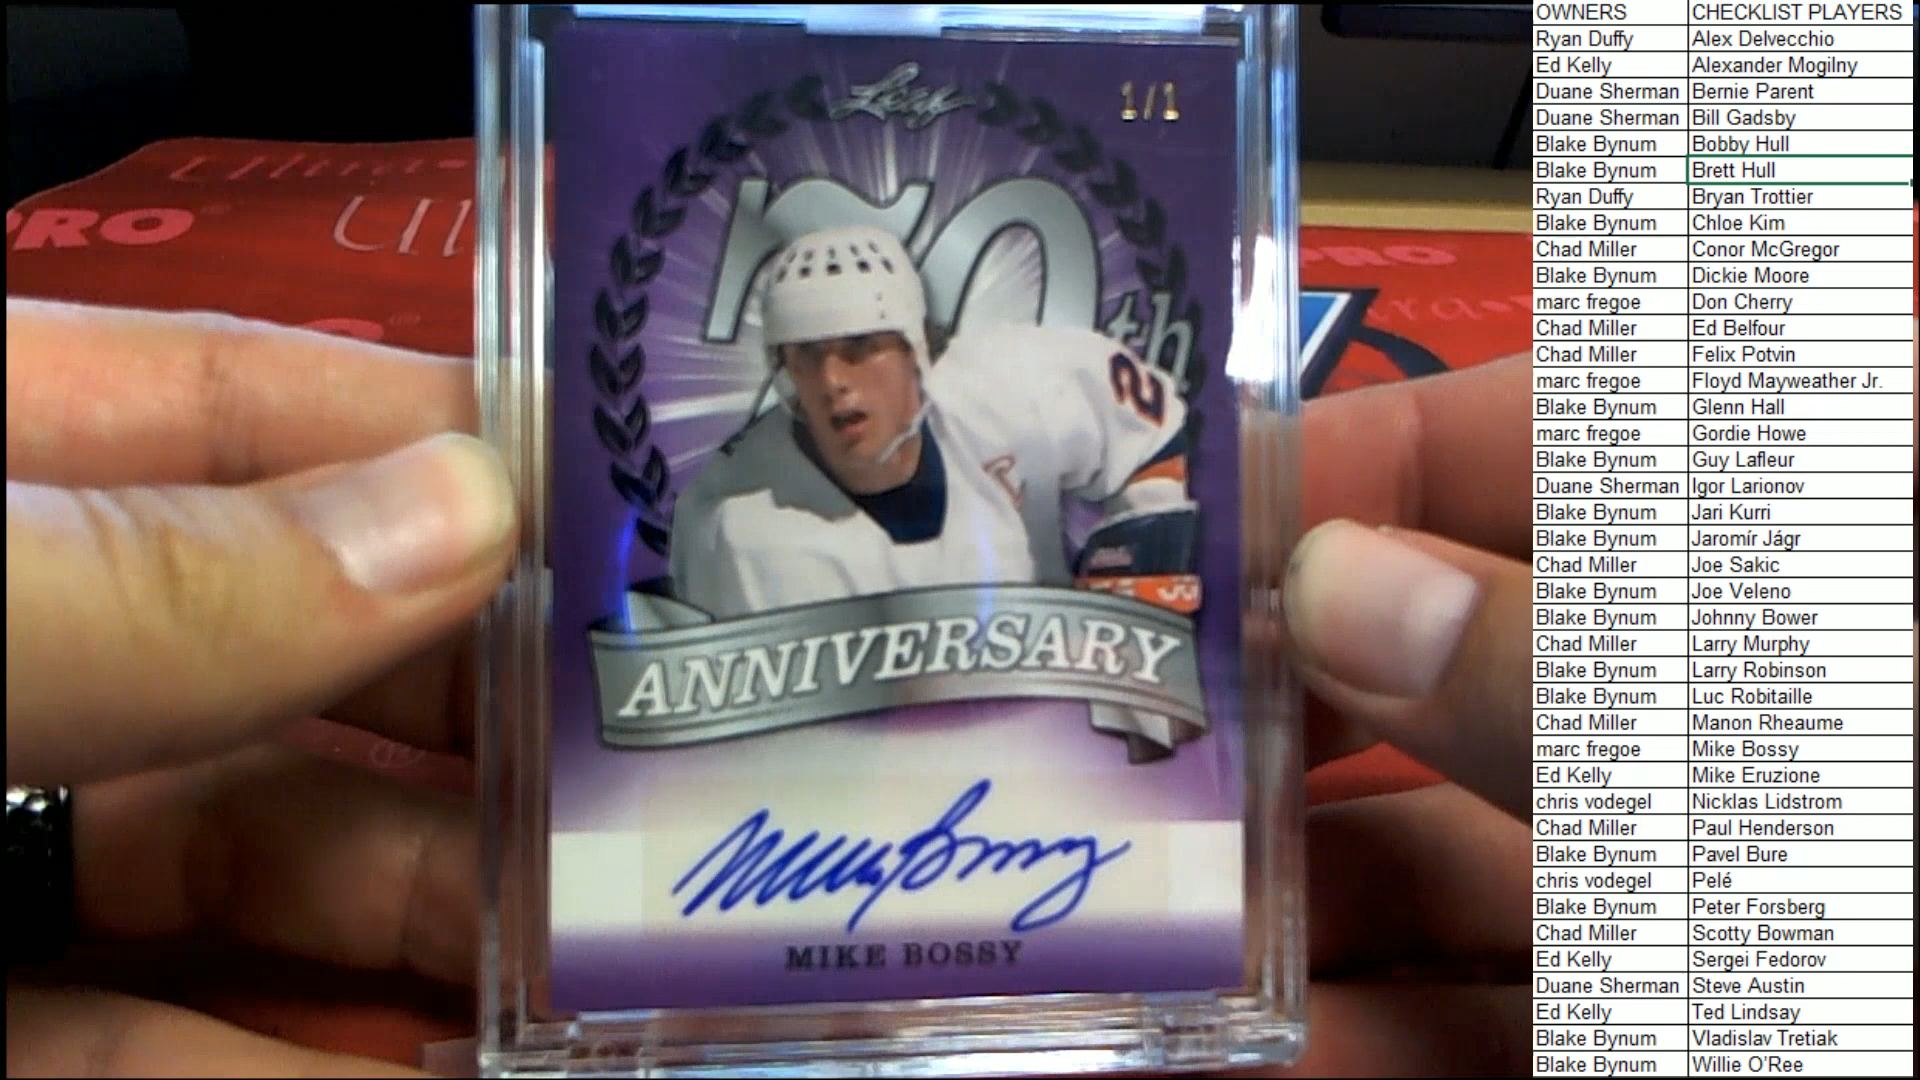 Leaf
1/1
70th
2
C
ANNIVERSARY
MIKE BOSSY
PRO
PRO
OWNERS CHECKLIST PLAYERS
Ryan Duffy Alex Delvecchio
Ed Kelly Alexander Mogilny
Duane Sherman Bernie Parent
Duane Sherman Bill Gadsby
Blake Bynum Bobby Hull
Blake Bynum Brett Hull
Ryan Duffy Bryan Trottier
Blake Bynum Chloe Kim
Chad Miller Conor McGregor
Blake Bynum Dickie Moore
marc fregoe Don Cherry
Chad Miller Ed Belfour
Chad Miller Felix Potvin
marc fregoe Floyd Mayweather Jr.
Blake Bynum Glenn Hall
marc fregoe Gordie Howe
Blake Bynum Guy Lafleur
Duane Sherman Igor Larionov
Blake Bynum Jari Kurri
Blake Bynum Jaromír Jágr
Chad Miller Joe Sakic
Blake Bynum Joe Veleno
Blake Bynum Johnny Bower
Chad Miller Larry Murphy
Blake Bynum Larry Robinson
Blake Bynum Luc Robitaille
Chad Miller Manon Rheaume
marc fregoe Mike Bossy
Ed Kelly Mike Eruzione
chris vodegel Nicklas Lidstrom
Chad Miller Paul Henderson
Blake Bynum Pavel Bure
chris vodegel Pelé
Blake Bynum Peter Forsberg
Chad Miller Scotty Bowman
Ed Kelly Sergei Fedorov
Duane Sherman Steve Austin
Ed Kelly Ted Lindsay
Blake Bynum Vladislav Tretiak
Blake Bynum Willie O'Ree